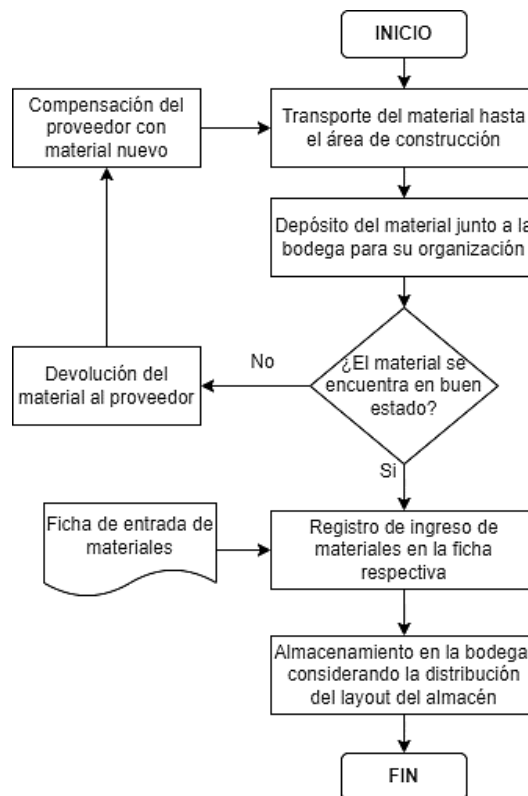 INICIO
Compensación del
proveedor con
material nuevo
Transporte del material hasta
el área de construcción
Depósito del material junto a la
bodega para su organización
¿El material se
encuentra en buen
estado?
No
Devolución del
material al proveedor
Si
Ficha de entrada de
materiales
Registro de ingreso de
materiales en la ficha
respectiva
Almacenamiento en la bodega
considerando la distribución
del layout del almacén
FIN